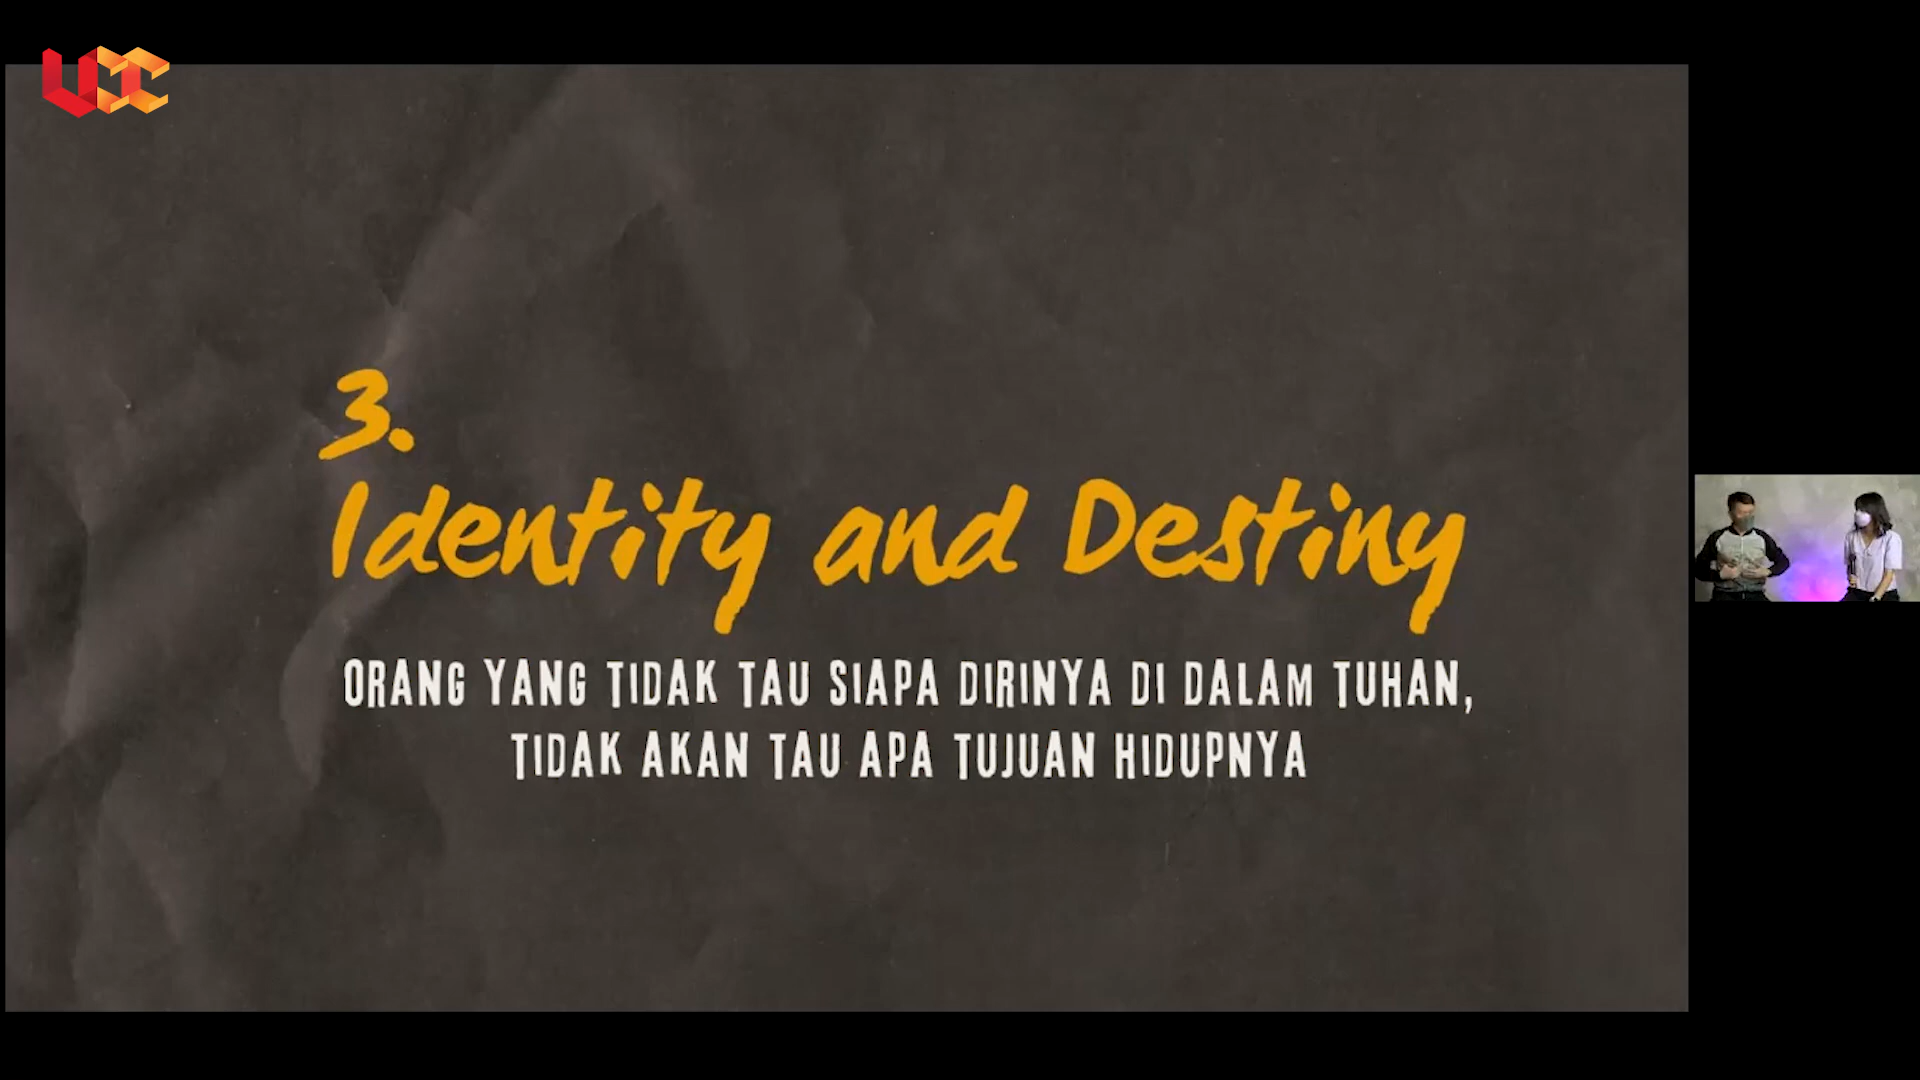 UCC
3.
Identity and Destiny
ORANG YANG TIDAK TAU SIAPA DIRINYA DI DALAM TUHAN,
TIDAK AKAN TAU APA TUJUAN HIDUPNYA